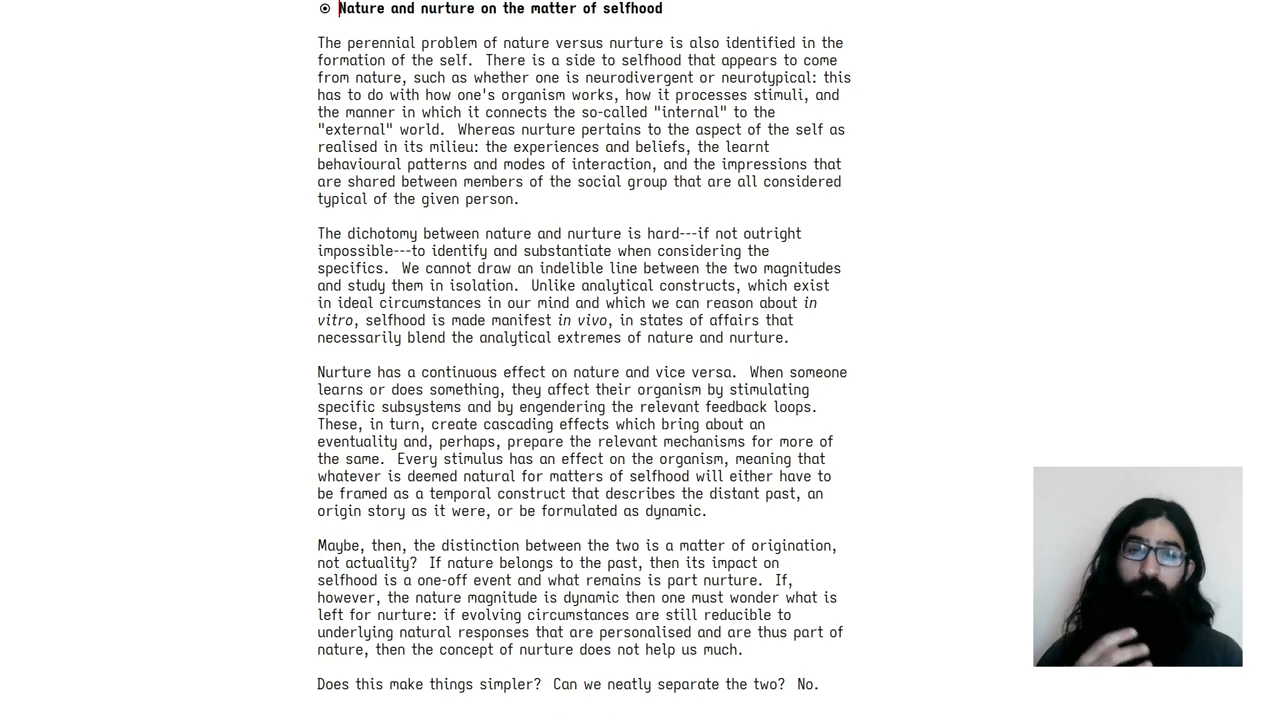 Nature and nurture on the matter of selfhood
The perennial problem of nature versus nurture is also identified in the
formation of the self.  There is a side to selfhood that appears to come
from nature, such as whether one is neurodivergent or neurotypical: this
has to do with how one's organism works, how it processes stimuli, and
the manner in which it connects the so-called "internal" to the
"external" world.  Whereas nurture pertains to the aspect of the self as
realised in its milieu: the experiences and beliefs, the learnt
behavioural patterns and modes of interaction, and the impressions that
are shared between members of the social group that are all considered
typical of the given person.
The dichotomy between nature and nurture is hard---if not outright
impossible---to identify and substantiate when considering the
specifics.  We cannot draw an indelible line between the two magnitudes
and study them in isolation.  Unlike analytical constructs, which exist
in ideal circumstances in our mind and which we can reason about in
vitro, selfhood is made manifest in vivo, in states of affairs that
necessarily blend the analytical extremes of nature and nurture.
Nurture has a continuous effect on nature and vice versa.  When someone
learns or does something, they affect their organism by stimulating
specific subsystems and by engendering the relevant feedback loops.
These, in turn, create cascading effects which bring about an
eventuality and, perhaps, prepare the relevant mechanisms for more of
the same.  Every stimulus has an effect on the organism, meaning that
whatever is deemed natural for matters of selfhood will either have to
be framed as a temporal construct that describes the distant past, an
origin story as it were, or be formulated as dynamic.
Maybe, then, the distinction between the two is a matter of origination,
not actuality?  If nature belongs to the past, then its impact on
selfhood is a one-off event and what remains is part nurture.  If,
however, the nature magnitude is dynamic then one must wonder what is
left for nurture: if evolving circumstances are still reducible to
underlying natural responses that are personalised and are thus part of
nature, then the concept of nurture does not help us much.
Does this make things simpler?  Can we neatly separate the two?  No.